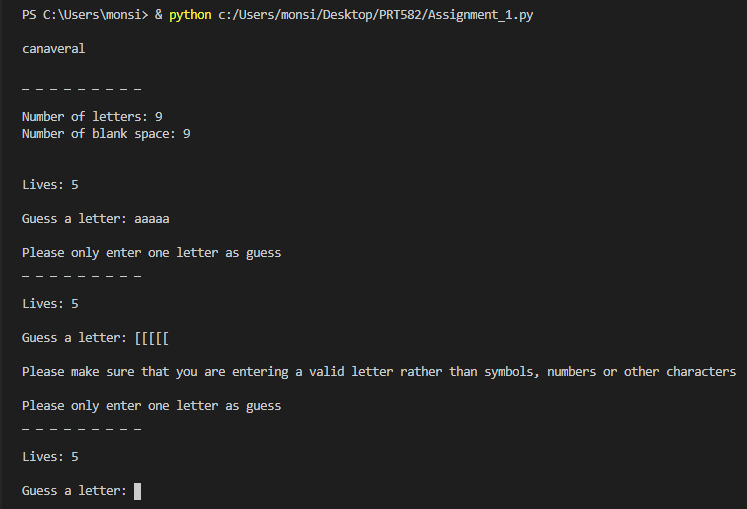 PS C:\Users\monsi> & python c:/Users/monsi/Desktop/PRT582/Assignment_1.py
canaveral
_ _ _ _ _ _ _ _ _
Number of letters: 9
Number of blank space: 9
Lives: 5
Guess a letter: aaaaa
Please only enter one letter as guess
_ _ _ _ _ _ _ _ _
Lives: 5
Guess a letter: [[[[[
Please make sure that you are entering a valid letter rather than symbols, numbers or other characters
Please only enter one letter as guess
_ _ _ _ _ _ _ _ _
Lives: 5
Guess a letter: